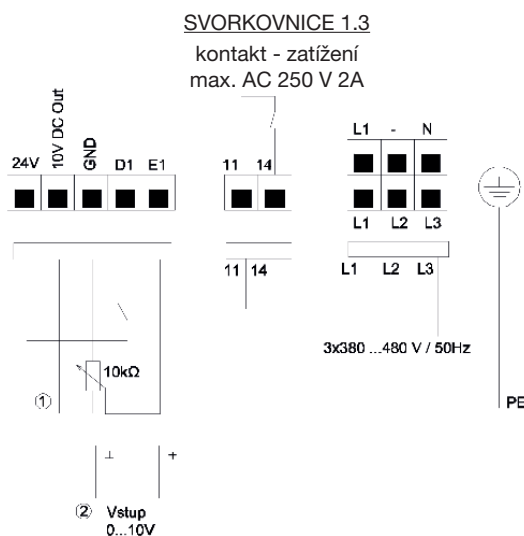 SVORKOVNICE 1.3
kontakt - zatížení
max. AC 250 V 2A
24V 10V DC Out GND D1 E1
11 14
L1 - N
L1 L2 L3
11 14
L1 L2 L3
3x380 ...480 V / 50Hz
10kΩ
①
PE
⊥ +
② Vstup
0...10V